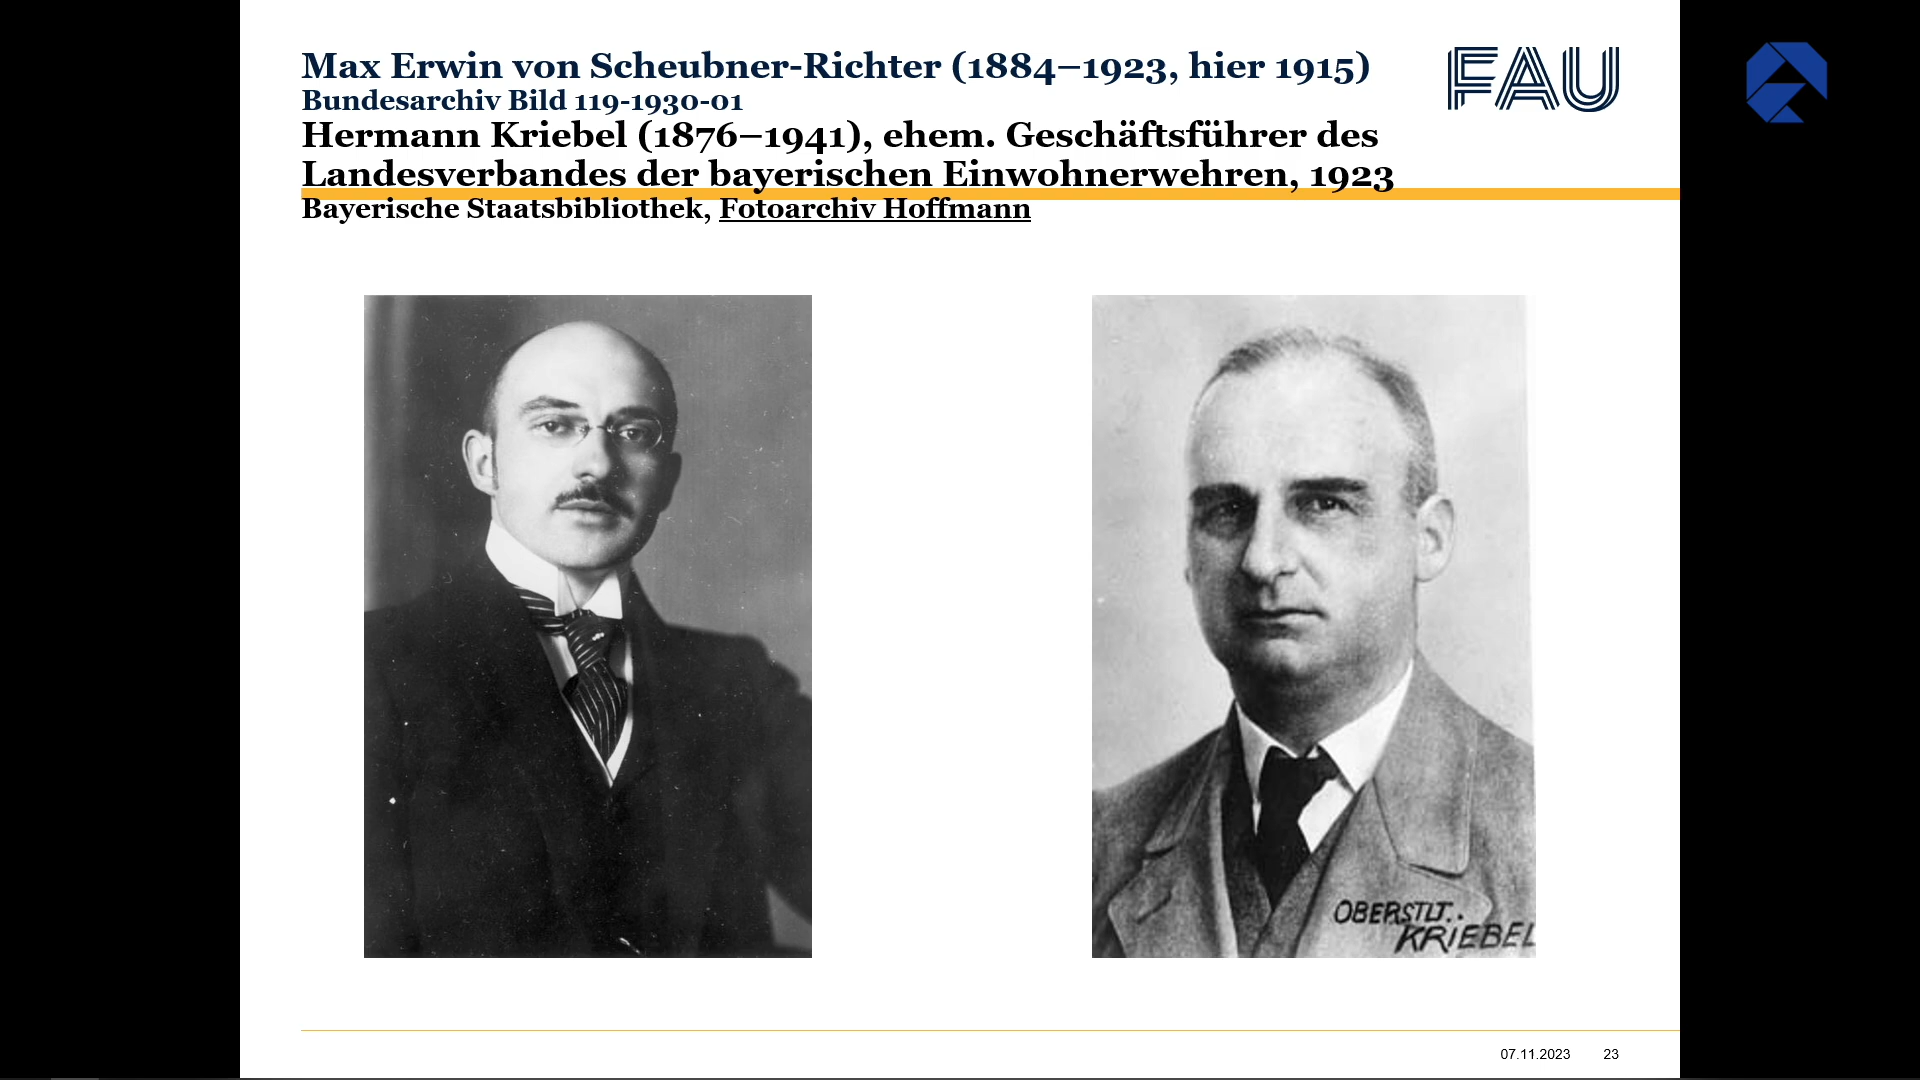 Max Erwin von Scheubner-Richter (1884–1923, hier 1915)
Bundesarchiv Bild 119-1930-01
Hermann Kriebel (1876–1941), ehem. Geschäftsführer des
Landesverbandes der bayerischen Einwohnerwehren, 1923
Bayerische Staatsbibliothek, Fotoarchiv Hoffmann
FAU
OBERSTLT..
KRIEBEL
07.11.2023 23